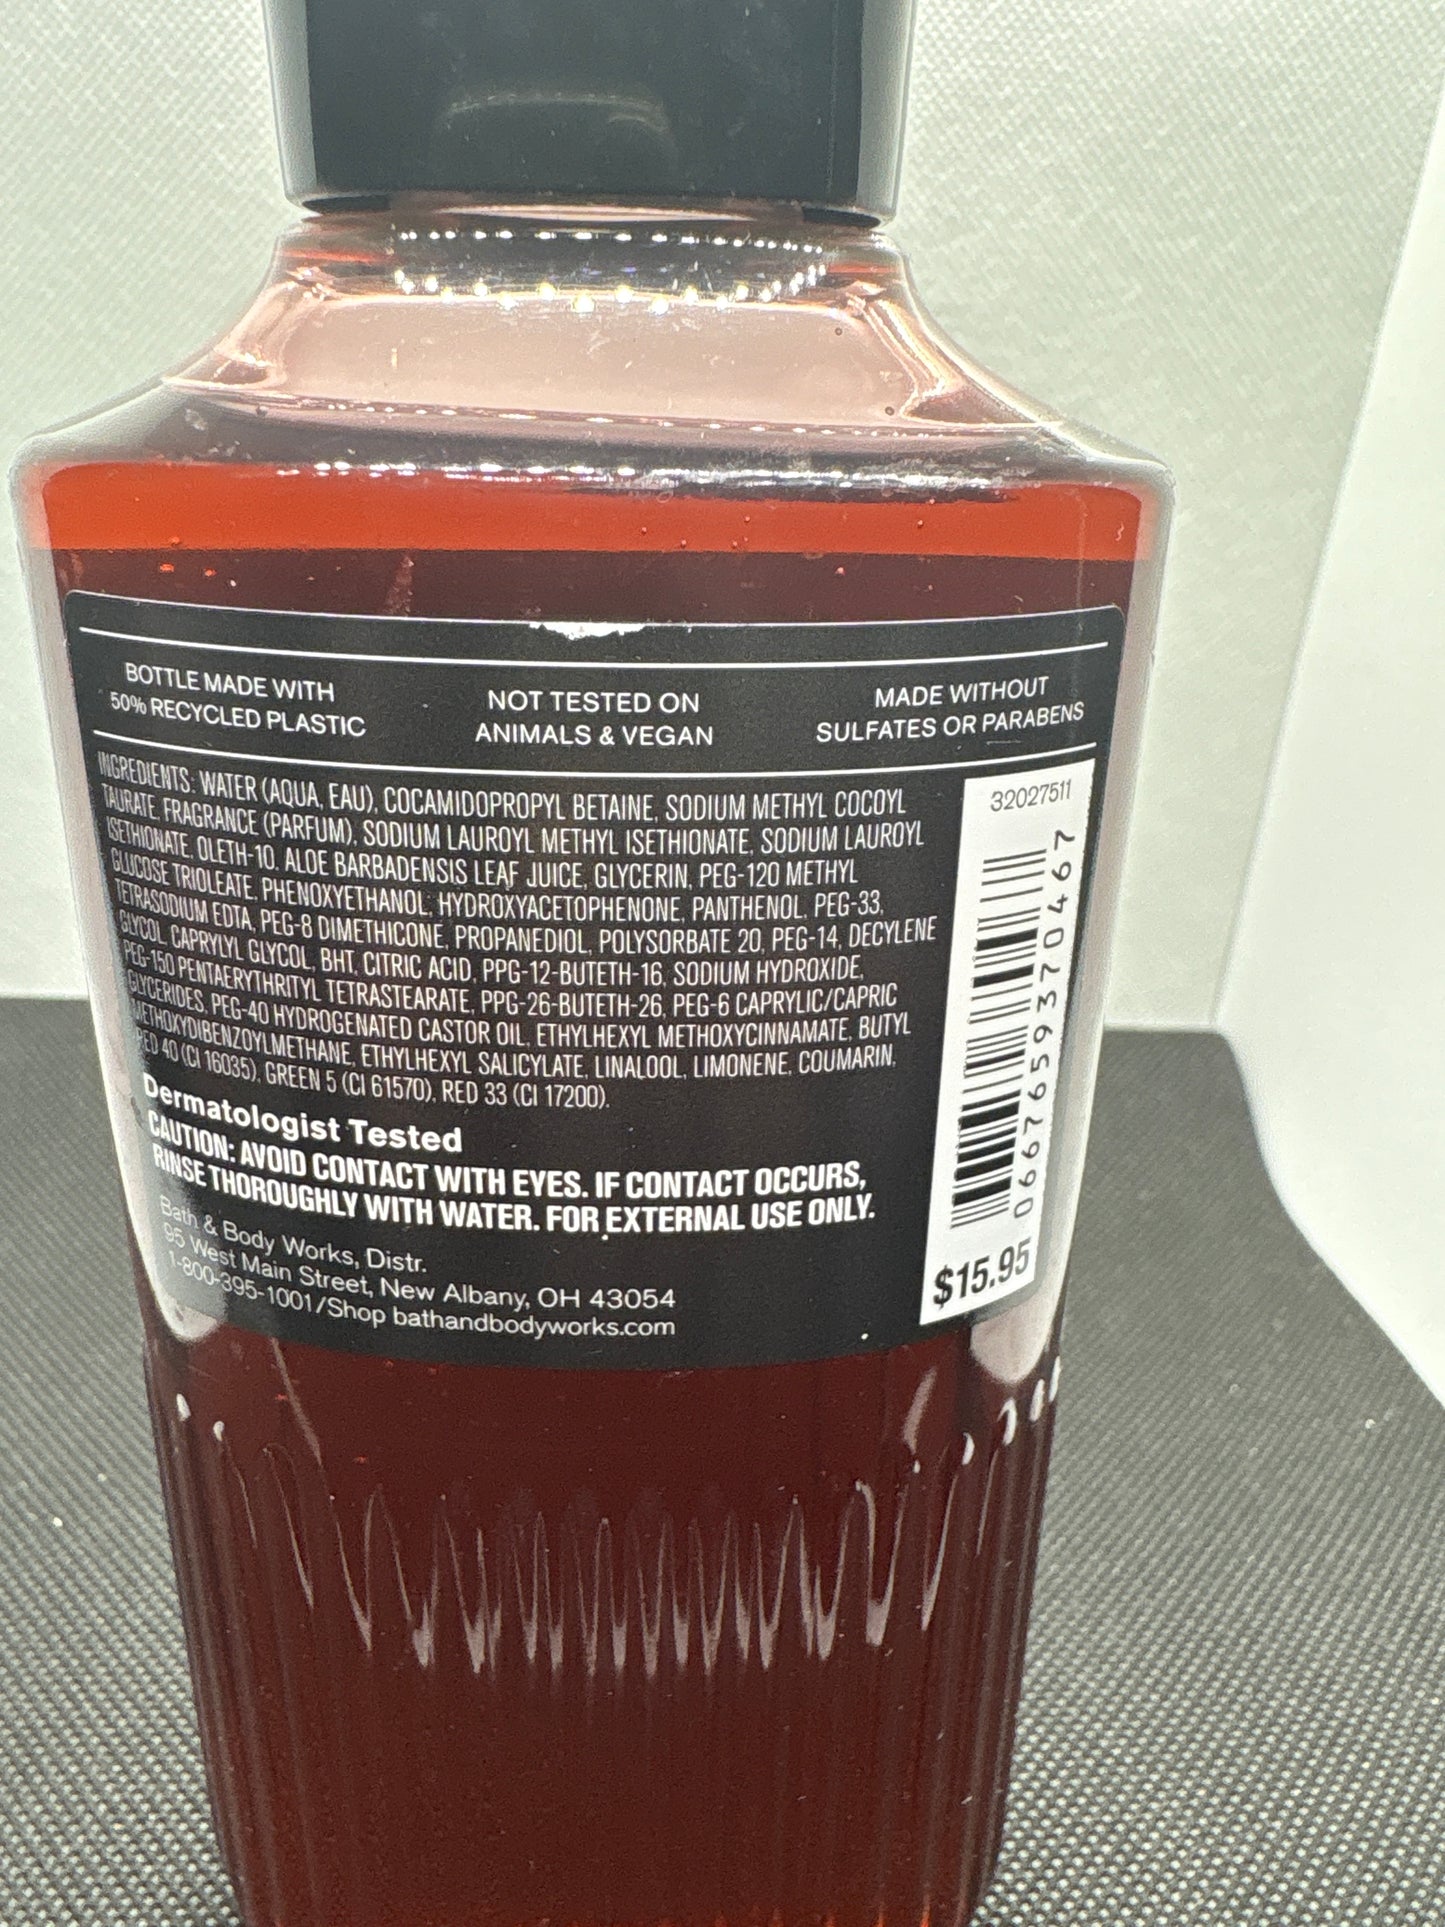 BOTTLE MADE WITH
50% RECYCLED PLASTIC
NOT TESTED ON
ANIMALS & VEGAN
MADE WITHOUT
SULFATES OR PARABENS
INGREDIENTS: WATER (AQUA, EAU), COCAMIDOPROPYL BETAINE, SODIUM METHYL COCOYL
TAURATE, FRAGRANCE (PARFUM), SODIUM LAUROYL METHYL ISETHIONATE, SODIUM LAUROYL
ISETHIONATE, OLETH-10, ALOE BARBADENSIS LEAF JUICE, GLYCERIN, PEG-120 METHYL
GLUCOSE TRIOLEATE, PHENOXYETHANOL, HYDROXYACETOPHENONE, PANTHENOL, PEG-33,
TETRASODIUM EDTA, PEG-8 DIMETHICONE, PROPANEDIOL, POLYSORBATE 20, PEG-14, DECYLENE
GLYCOL, CAPRYLYL GLYCOL, BHT, CITRIC ACID, PPG-12-BUTETH-16, SODIUM HYDROXIDE,
PEG-150 PENTAERYTHRITYL TETRASTEARATE, PPG-26-BUTETH-26, PEG-6 CAPRYLIC/CAPRIC
GLYCERIDES, PEG-40 HYDROGENATED CASTOR OIL, ETHYLHEXYL METHOXYCINNAMATE, BUTYL
METHOXYDIBENZOYLMETHANE, ETHYLHEXYL SALICYLATE, LINALOOL, LIMONENE, COUMARIN,
RED 40 (CI 16035), GREEN 5 (CI 61570), RED 33 (CI 17200).
Dermatologist Tested
CAUTION: AVOID CONTACT WITH EYES. IF CONTACT OCCURS,
RINSE THOROUGHLY WITH WATER. FOR EXTERNAL USE ONLY.
Bath & Body Works, Distr.
95 West Main Street, New Albany, OH 43054
1-800-395-1001/Shop bathandbodyworks.com
32027511
0667659370467
$15.95